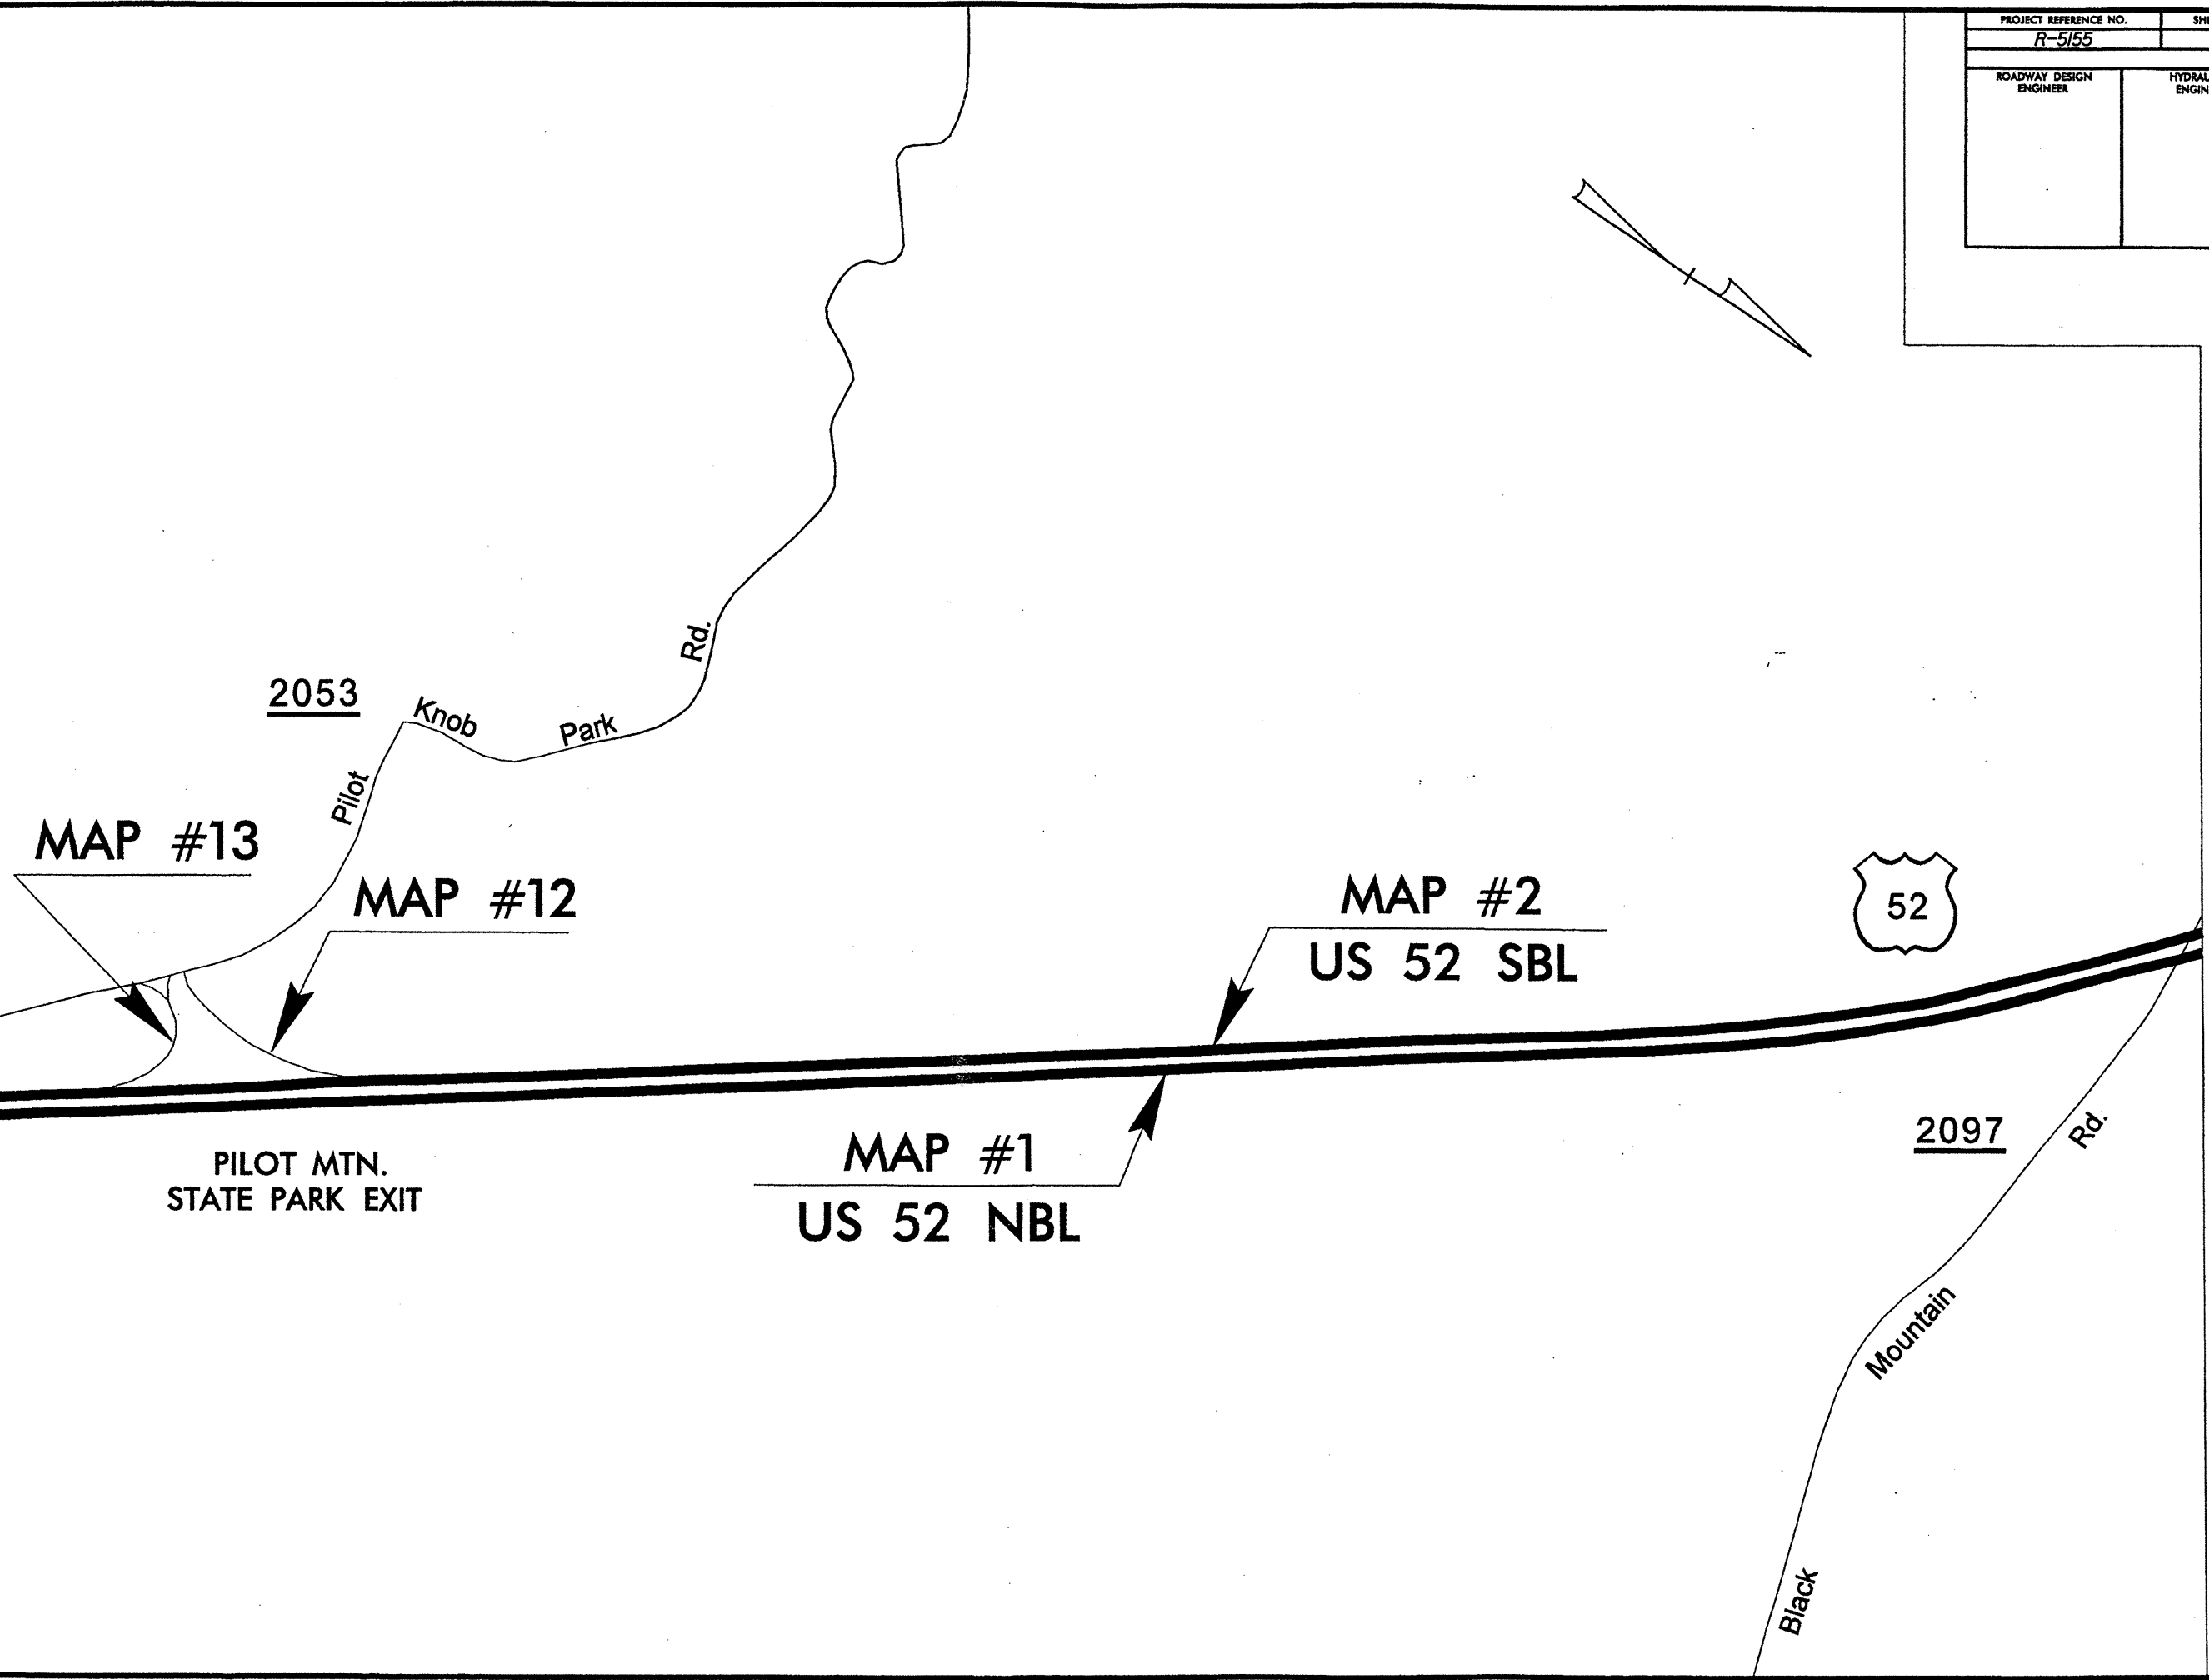 PROJECT REFERENCE NO.
R-5155
ROADWAY DESIGN
ENGINEER
2053
Pilot Knob Park Rd.
MAP #13
MAP #12
MAP #2
US 52 SBL
52
PILOT MTN.
STATE PARK EXIT
MAP #1
US 52 NBL
2097
Black Mountain Rd.